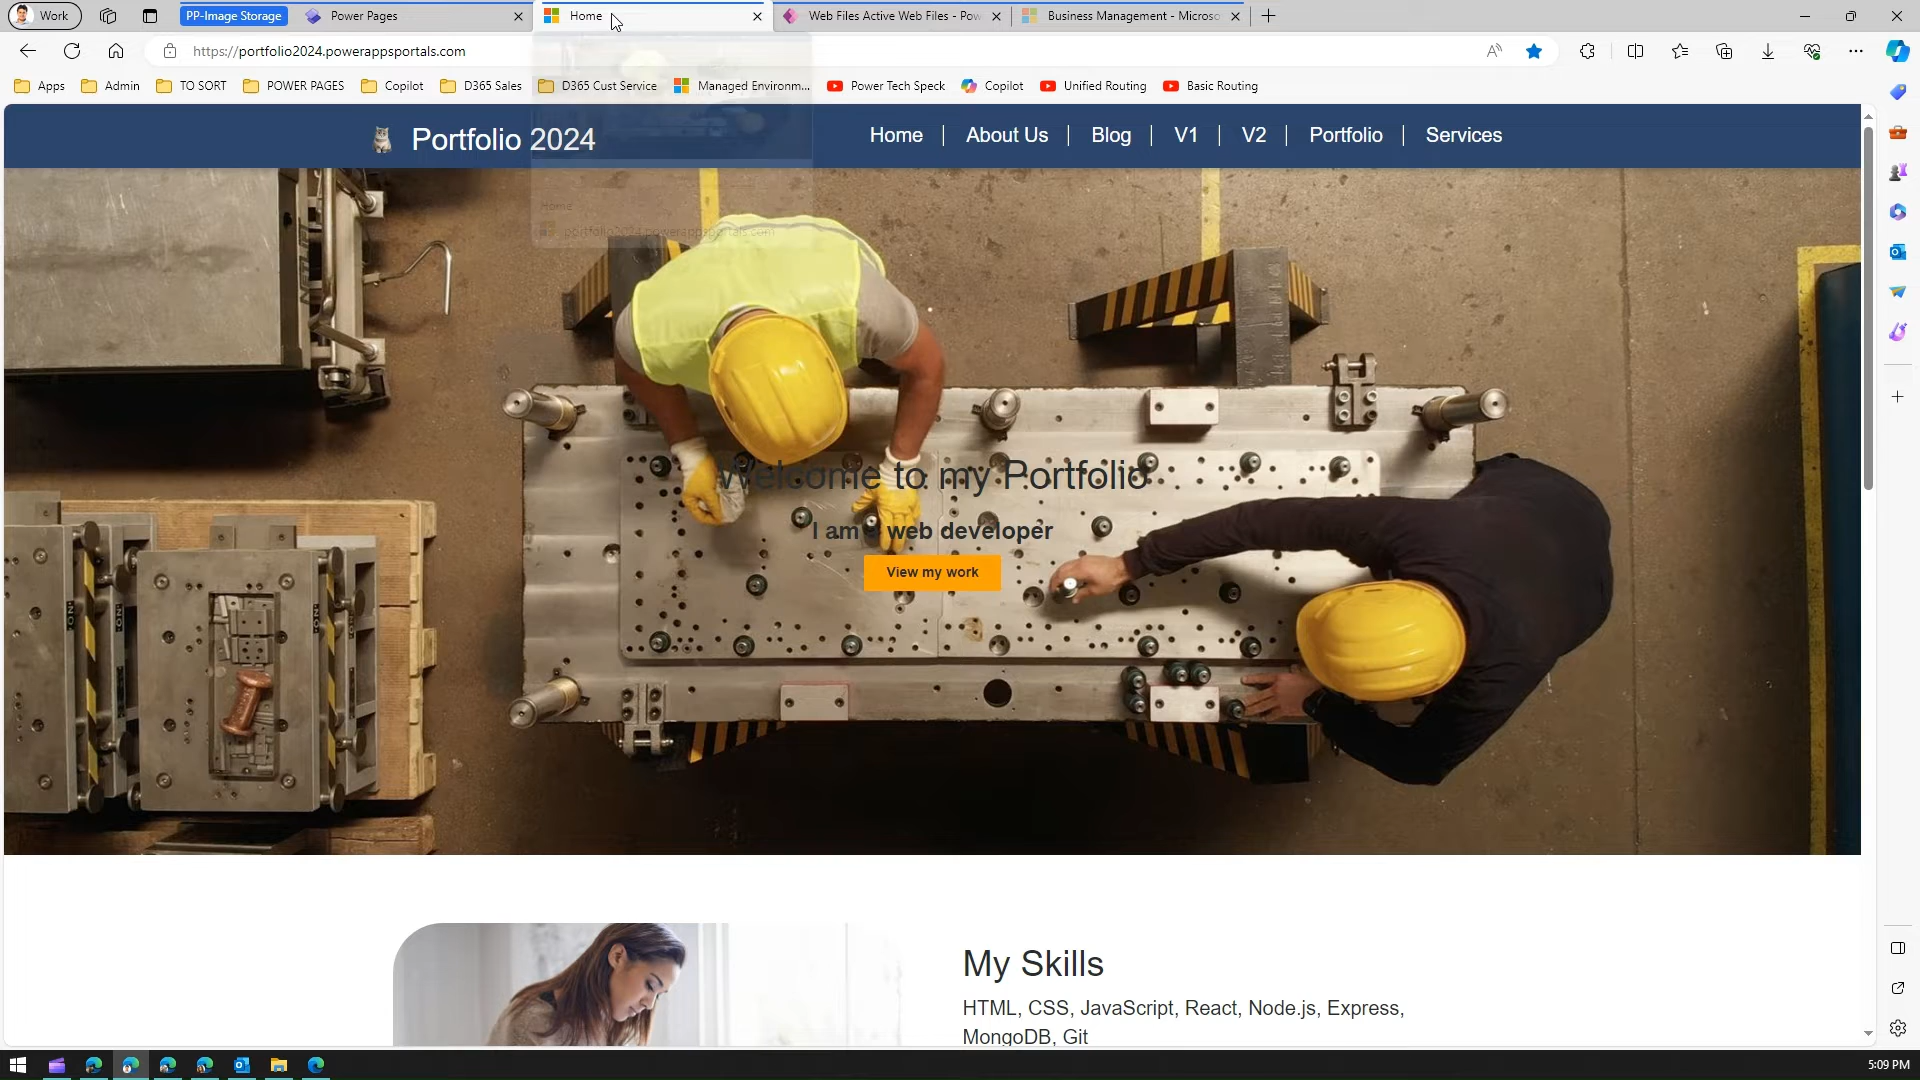 Work
PP-Image Storage
Power Pages
Home
Web Files Active Web Files - Pow
Business Management - Microso
https://portfolio2024.powerappsportals.com
Apps
Admin
TO SORT
POWER PAGES
Copilot
D365 Sales
D365 Cust Service
Managed Environm...
Power Tech Speck
Copilot
Unified Routing
Basic Routing
Portfolio 2024
Home
About Us
Blog
V1
V2
Portfolio
Services
Home
portfolio2024.powerappsportals.com
Welcome to my Portfolio
I am a web developer
View my work
My Skills
HTML, CSS, JavaScript, React, Node.js, Express,
MongoDB, Git
5:09 PM